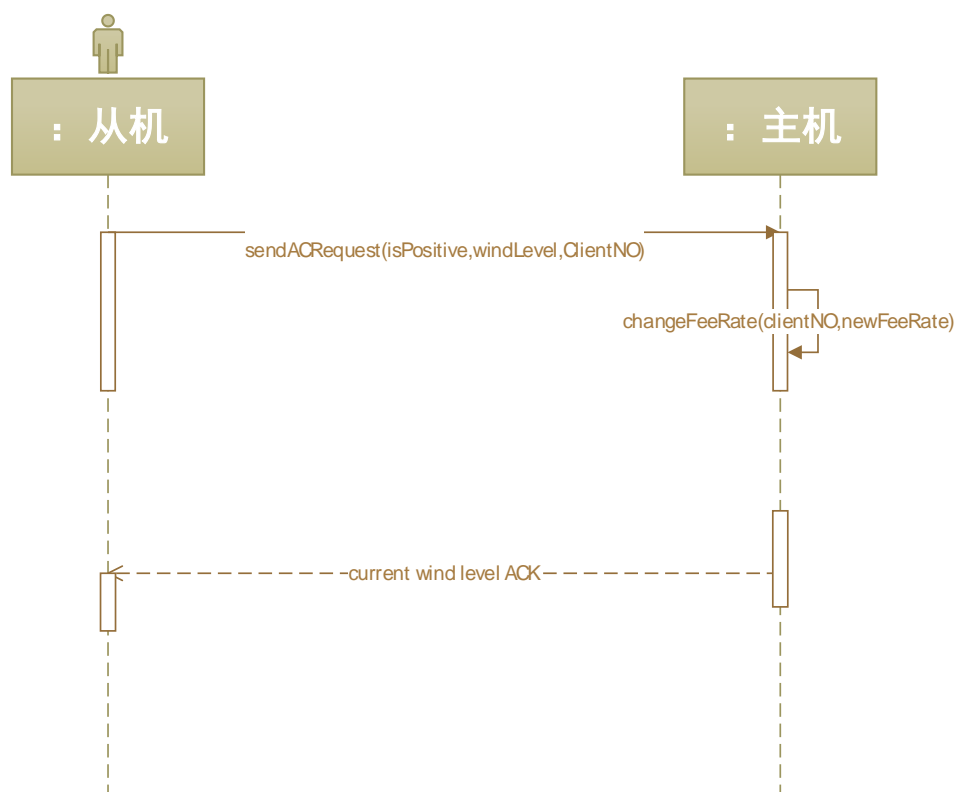 ：从机
：主机
sendACRequest(isPositive,windLevel,ClientNO)
changeFeeRate(clientNO,newFeeRate)
current wind level ACK